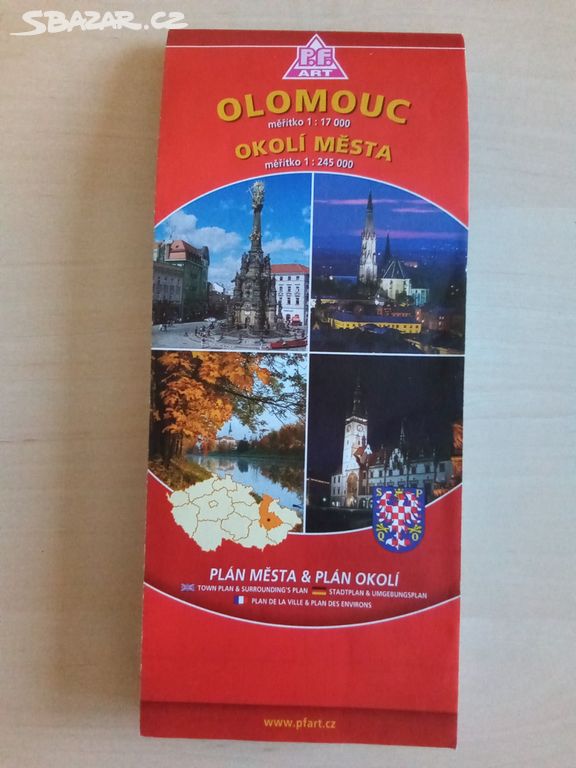 SBAZAR.CZ
P.F.
ART
OLOMOUC
měřítko 1 : 17 000
OKOLÍ MĚSTA
měřítko 1 : 245 000
S P
Q O
PLÁN MĚSTA & PLÁN OKOLÍ
TOWN PLAN & SURROUNDING'S PLAN STADTPLAN & UMGEBUNGSPLAN
PLAN DE LA VILLE & PLAN DES ENVIRONS
www.pfart.cz